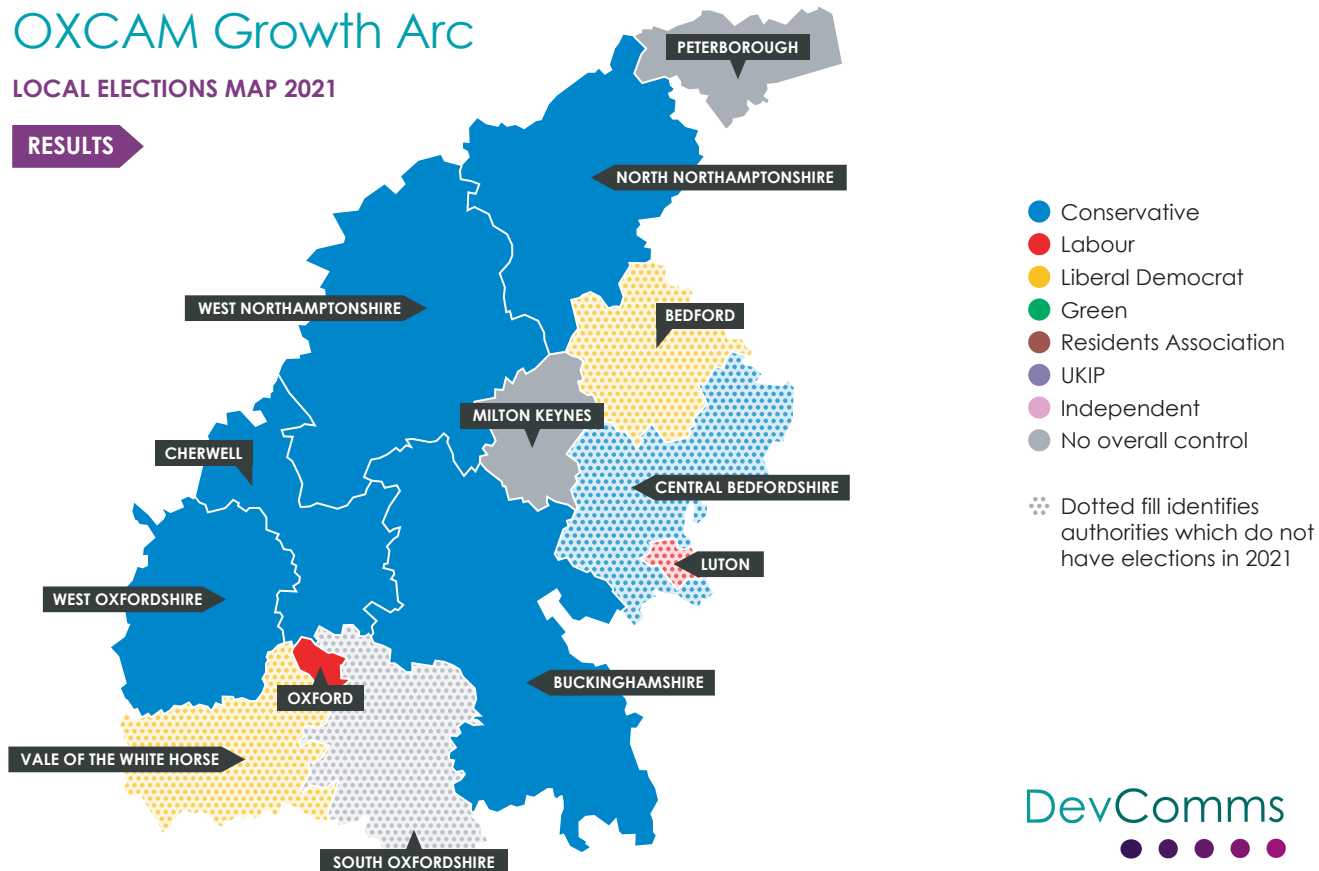 OXCAM Growth Arc
LOCAL ELECTIONS MAP 2021
RESULTS
PETERBOROUGH
NORTH NORTHAMPTONSHIRE
WEST NORTHAMPTONSHIRE
BEDFORD
MILTON KEYNES
CHERWELL
CENTRAL BEDFORDSHIRE
LUTON
WEST OXFORDSHIRE
BUCKINGHAMSHIRE
OXFORD
VALE OF THE WHITE HORSE
SOUTH OXFORDSHIRE
Conservative
Labour
Liberal Democrat
Green
Residents Association
UKIP
Independent
No overall control
Dotted fill identifies
authorities which do not
have elections in 2021
DevComms